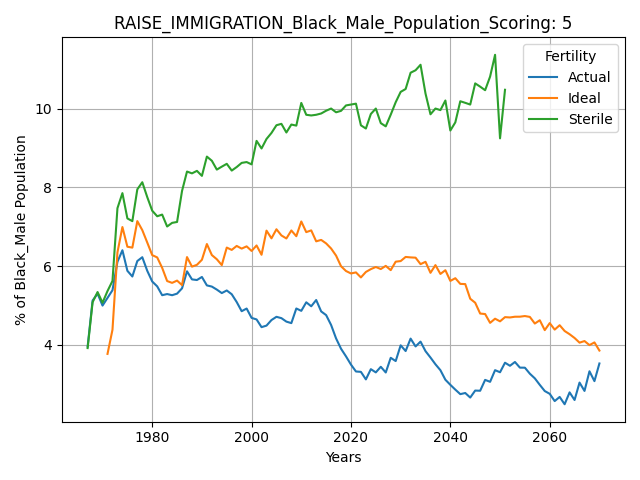 RAISE_IMMIGRATION_Black_Male_Population_Scoring: 5
Fertility
Actual
Ideal
Sterile
% of Black_Male Population
10
8
6
4
1980
2000
2020
2040
2060
Years